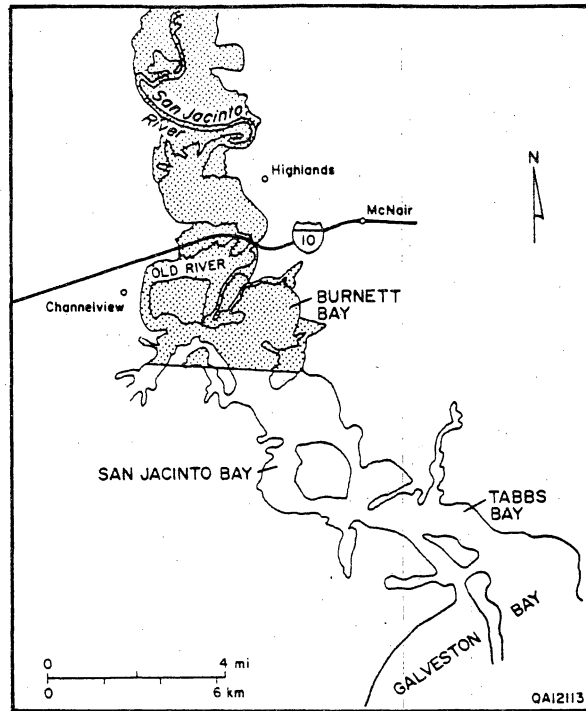 San Jacinto
River
Highlands
N
McNair
10
OLD RIVER
Channelview
BURNETT
BAY
SAN JACINTO BAY
TABBS
BAY
GALVESTON BAY
0 4 mi
0 6 km
QA12113